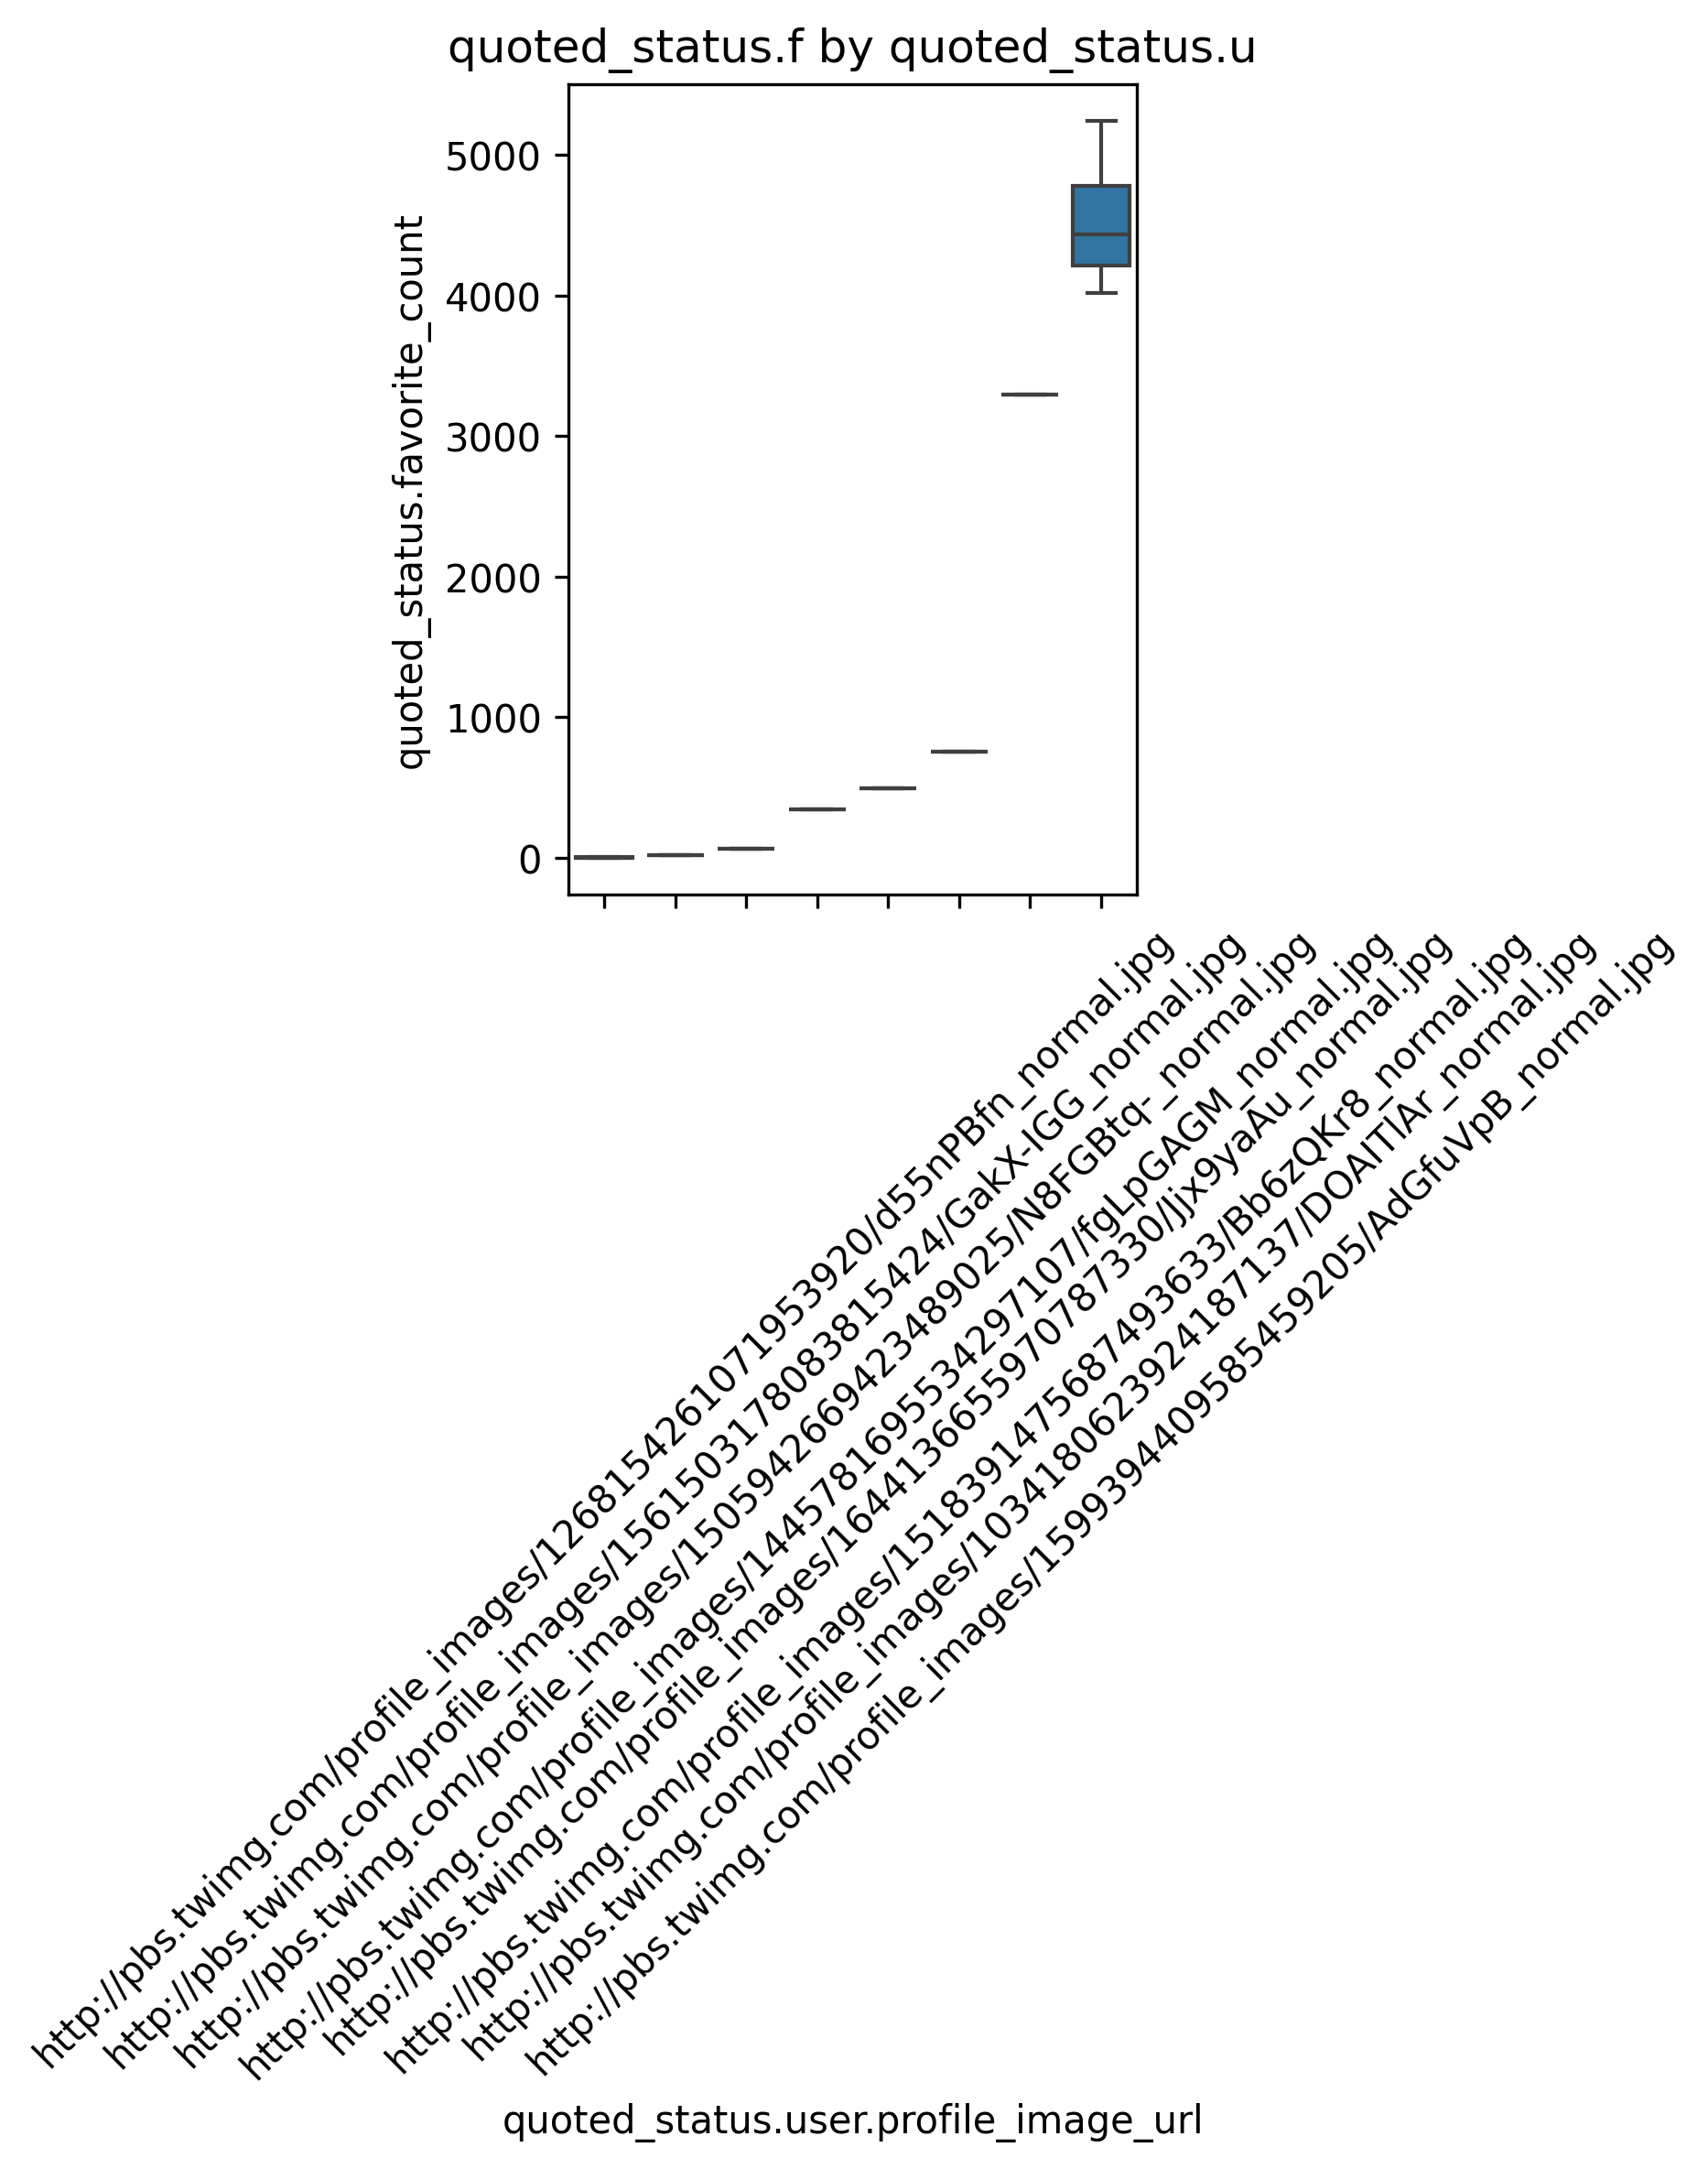 quoted_status.f by quoted_status.u
quoted_status.favorite_count
5000
4000
3000
2000
1000
0
http://pbs.twimg.com/profile_images/1268154261071953920/d55nPBfn_normal.jpg
http://pbs.twimg.com/profile_images/1561503178083815424/GakX-lGG_normal.jpg
http://pbs.twimg.com/profile_images/1505942669423489025/N8FGBtq-_normal.jpg
http://pbs.twimg.com/profile_images/1445781695534297107/fgLpGAGM_normal.jpg
http://pbs.twimg.com/profile_images/1644136655970787330/Jjx9yaAu_normal.jpg
http://pbs.twimg.com/profile_images/1518391475687493633/Bb6zQKr8_normal.jpg
http://pbs.twimg.com/profile_images/1034180623924187137/DOAITlAr_normal.jpg
http://pbs.twimg.com/profile_images/1599394409585459205/AdGfuVpB_normal.jpg
quoted_status.user.profile_image_url